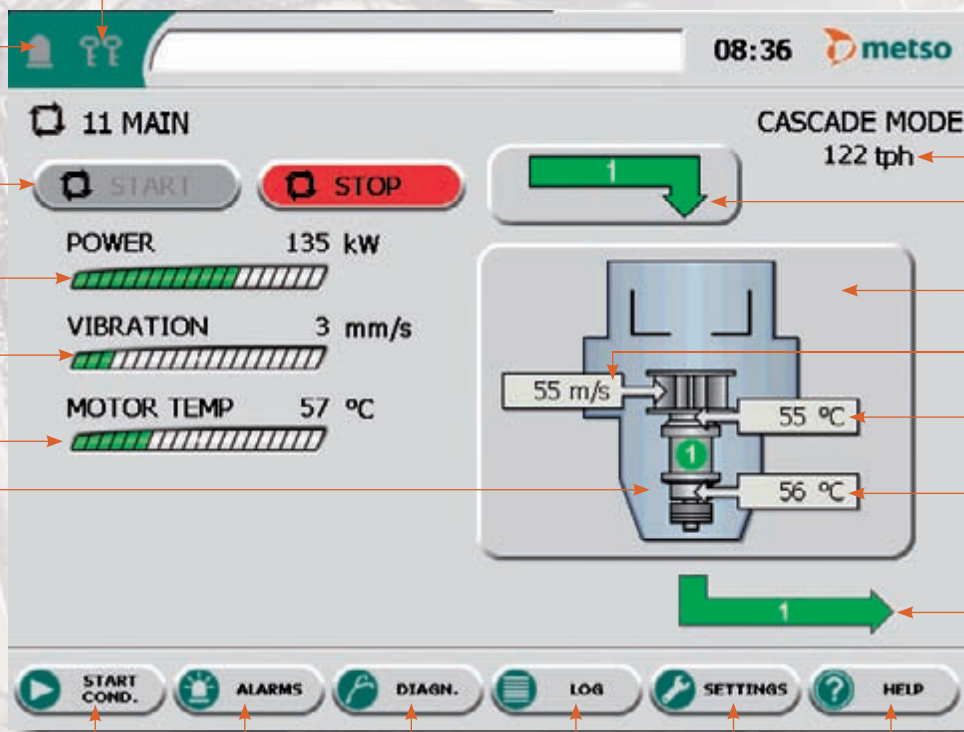 08:36 metso
11 MAIN
CASCADE MODE
122 tph
START
STOP
1
POWER 135 kW
VIBRATION 3 mm/s
MOTOR TEMP 57 ºC
55 m/s
55 ºC
1
56 ºC
1
START
COND.
ALARMS
DIAGN.
LOG
SETTINGS
? HELP